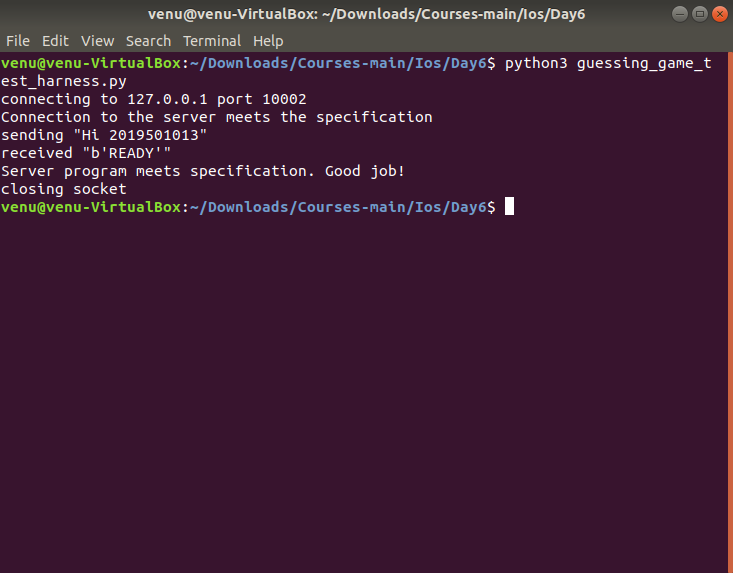 venu@venu-VirtualBox: ~/Downloads/Courses-main/Ios/Day6
File Edit View Search Terminal Help
venu@venu-VirtualBox:~/Downloads/Courses-main/Ios/Day6$ python3 guessing_game_t
est_harness.py
connecting to 127.0.0.1 port 10002
Connection to the server meets the specification
sending "Hi 2019501013"
received "b'READY'"
Server program meets specification. Good job!
closing socket
venu@venu-VirtualBox:~/Downloads/Courses-main/Ios/Day6$